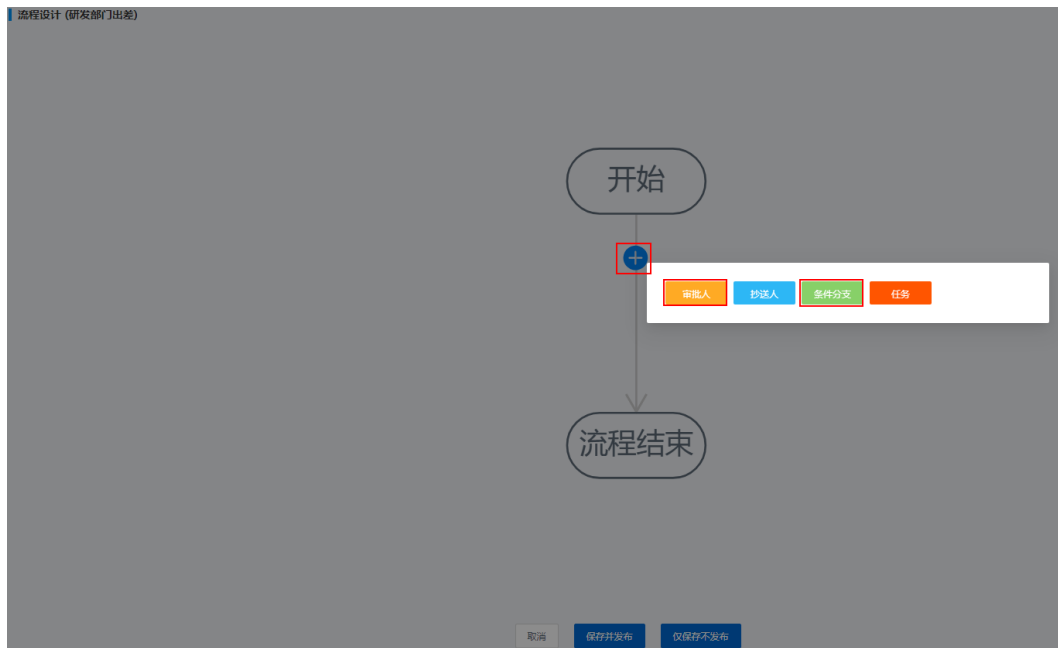 流程设计 (研发部门出差)
开始
审批人 抄送人 条件分支 任务
流程结束
取消 保存并发布 仅保存不发布